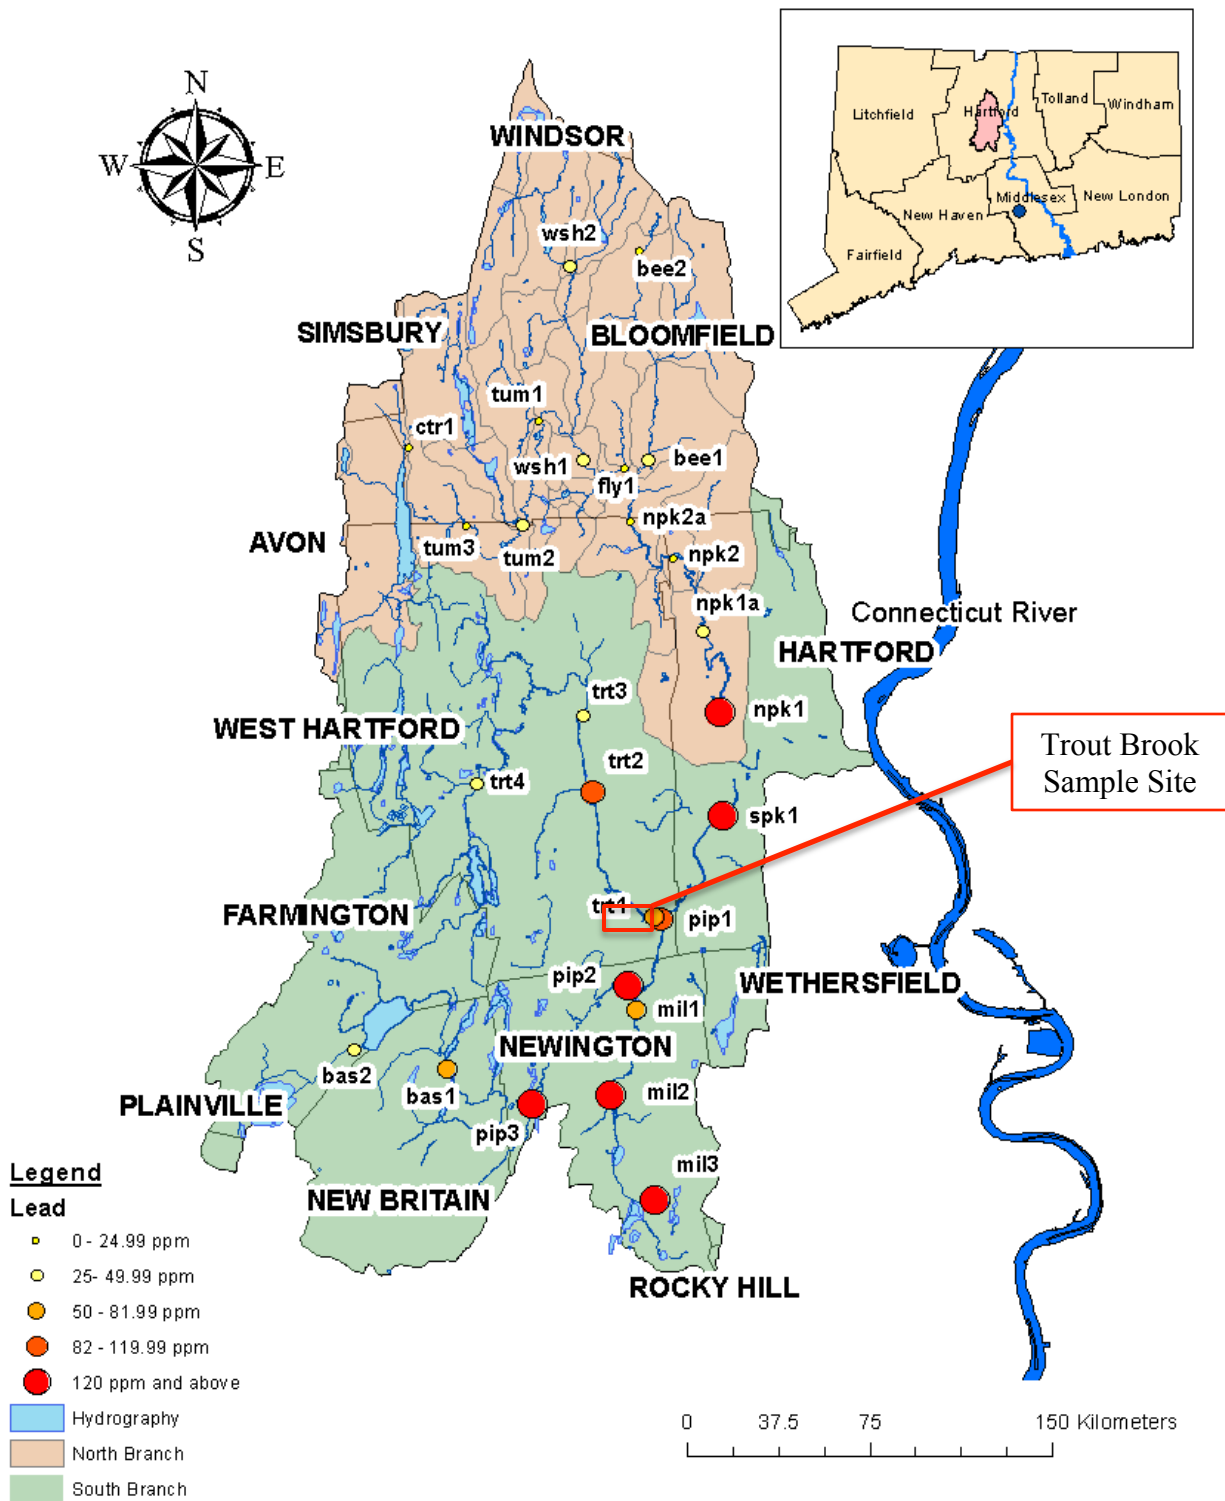 N
W
E
S
Litchfield
Hartford
Tolland
Windham
Middlesex
New London
New Haven
Fairfield
WINDSOR
wsh2
bee2
SIMSBURY
BLOOMFIELD
tum1
ctr1
wsh1
bee1
fly1
npk2a
AVON
tum3
tum2
npk2
npk1a
Connecticut River
HARTFORD
trt3
npk1
WEST HARTFORD
trt2
Trout Brook
Sample Site
trt4
spk1
trt1
FARMINGTON
pip1
pip2
WETHERSFIELD
mil1
NEWINGTON
bas2
bas1
mil2
PLAINVILLE
pip3
mil3
NEW BRITAIN
ROCKY HILL
Legend
Lead
0 - 24.99 ppm
25- 49.99 ppm
50 - 81.99 ppm
82 - 119.99 ppm
120 ppm and above
Hydrography
North Branch
South Branch
0 37.5 75 150 Kilometers